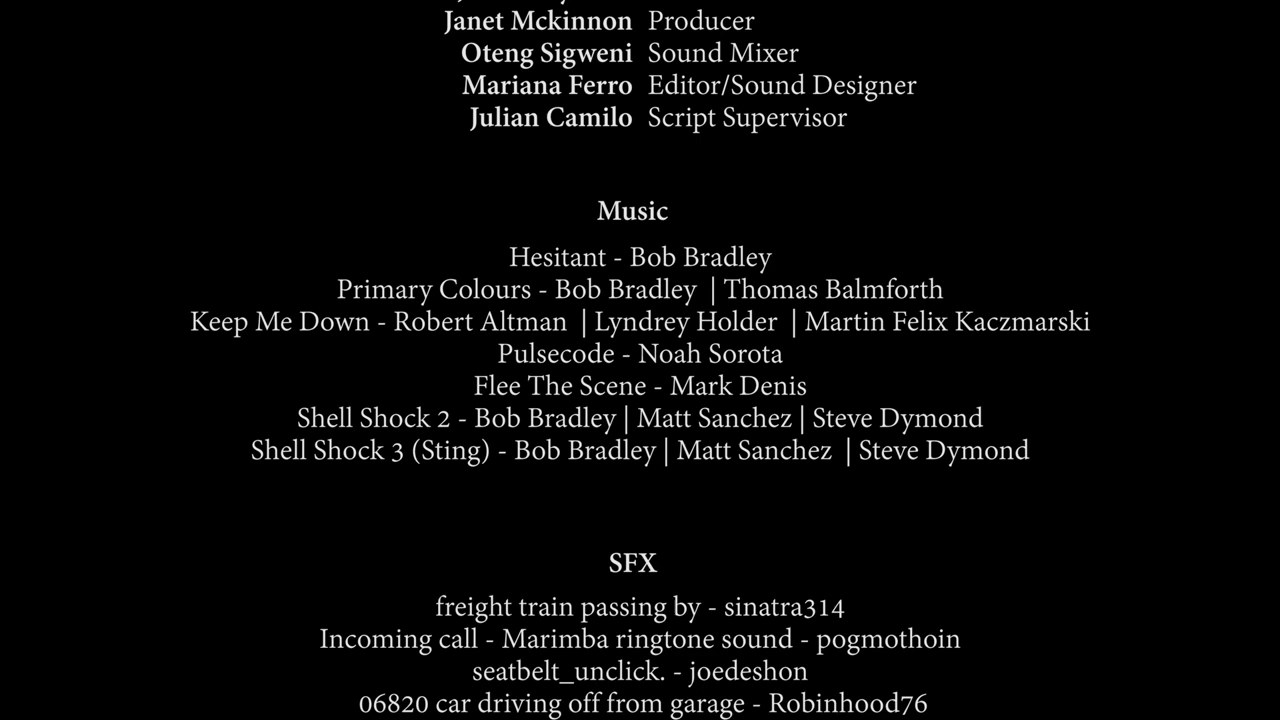 Janet Mckinnon Producer
Oteng Sigweni Sound Mixer
Mariana Ferro Editor/Sound Designer
Julian Camilo Script Supervisor
Music
Hesitant - Bob Bradley
Primary Colours - Bob Bradley | Thomas Balmforth
Keep Me Down - Robert Altman | Lyndrey Holder | Martin Felix Kaczmarski
Pulsecode - Noah Sorota
Flee The Scene - Mark Denis
Shell Shock 2 - Bob Bradley | Matt Sanchez | Steve Dymond
Shell Shock 3 (Sting) - Bob Bradley | Matt Sanchez | Steve Dymond
SFX
freight train passing by - sinatra314
Incoming call - Marimba ringtone sound - pogmothoin
seatbelt_unclick. - joedeshon
06820 car driving off from garage - Robinhood76